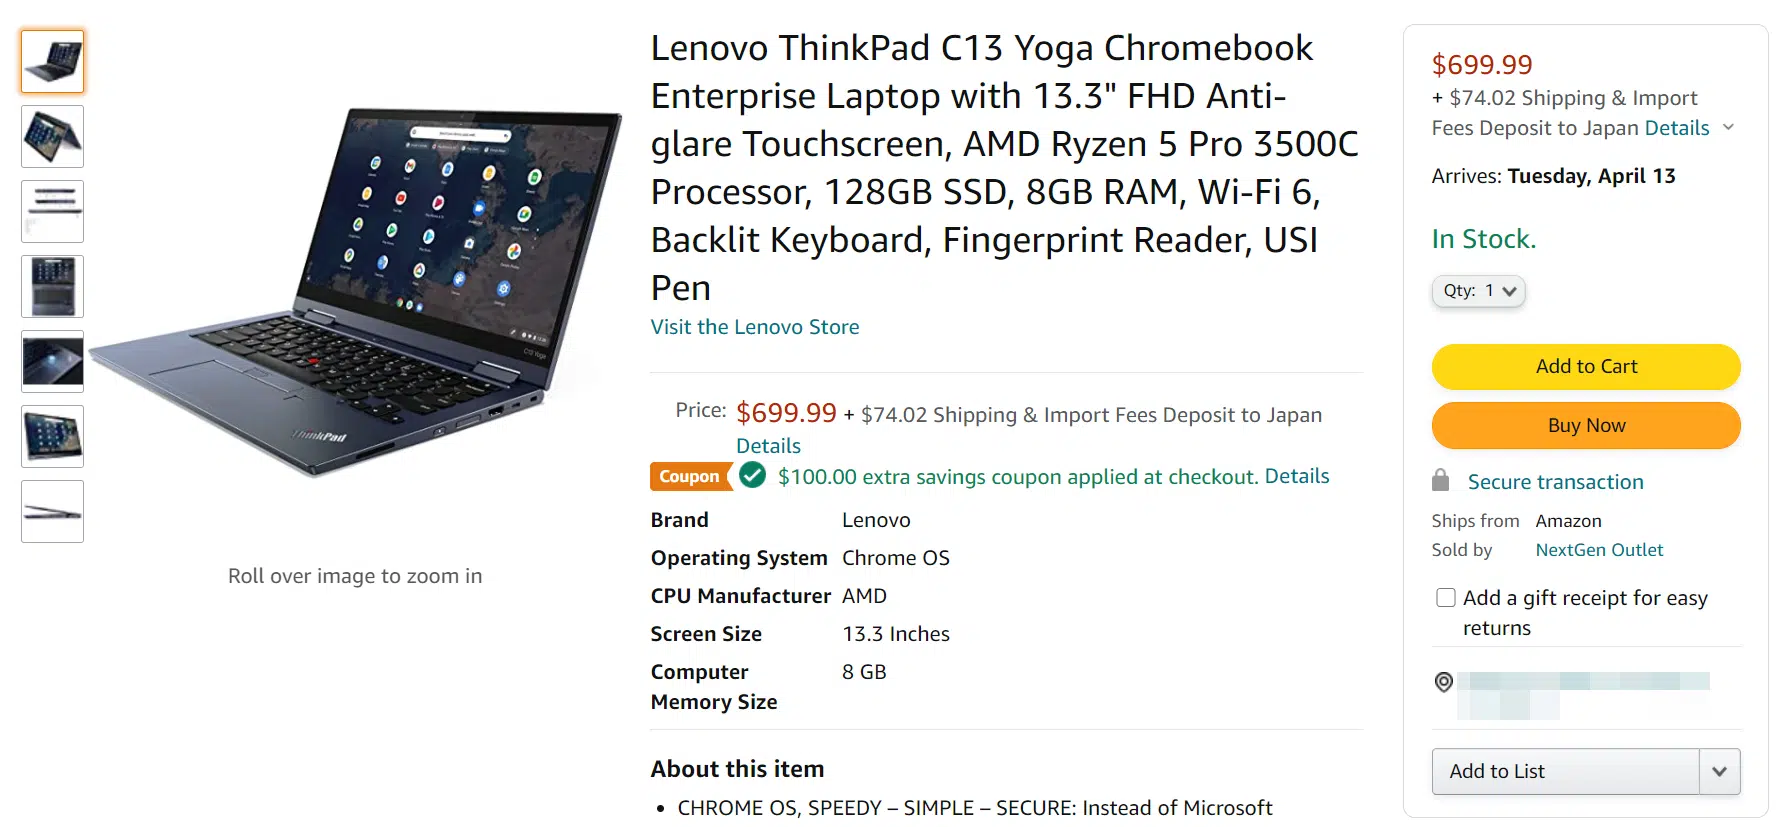 Lenovo ThinkPad C13 Yoga Chromebook
Enterprise Laptop with 13.3" FHD Anti-
glare Touchscreen, AMD Ryzen 5 Pro 3500C
Processor, 128GB SSD, 8GB RAM, Wi-Fi 6,
Backlit Keyboard, Fingerprint Reader, USI
Pen
Visit the Lenovo Store
Price: $699.99 + $74.02 Shipping & Import Fees Deposit to Japan
Details
Coupon $100.00 extra savings coupon applied at checkout. Details
Brand Lenovo
Operating System Chrome OS
CPU Manufacturer AMD
Screen Size 13.3 Inches
Computer 8 GB
Memory Size
About this item
• CHROME OS, SPEEDY – SIMPLE – SECURE: Instead of Microsoft
ThinkPad
C13 Yoga
Roll over image to zoom in
$699.99
+ $74.02 Shipping & Import
Fees Deposit to Japan Details
Arrives: Tuesday, April 13
In Stock.
Qty: 1
Add to Cart
Buy Now
Secure transaction
Ships from Amazon
Sold by NextGen Outlet
Add a gift receipt for easy
returns
Add to List